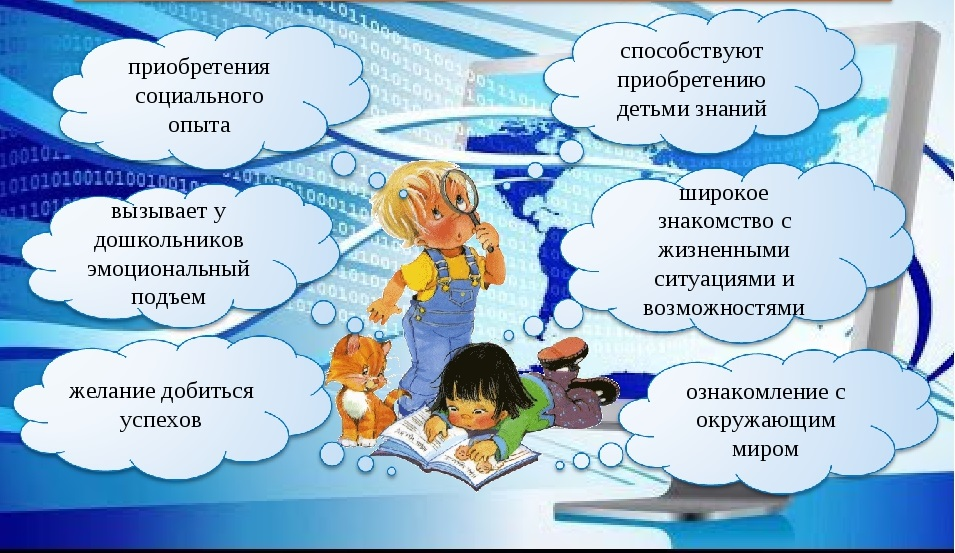 приобретения
социального
опыта
способствуют
приобретению
детьми знаний
вызывает у
дошкольников
эмоциональный
подъем
широкое
знакомство с
жизненными
ситуациями и
возможностями
желание добиться
успехов
ознакомление с
окружающим
миром